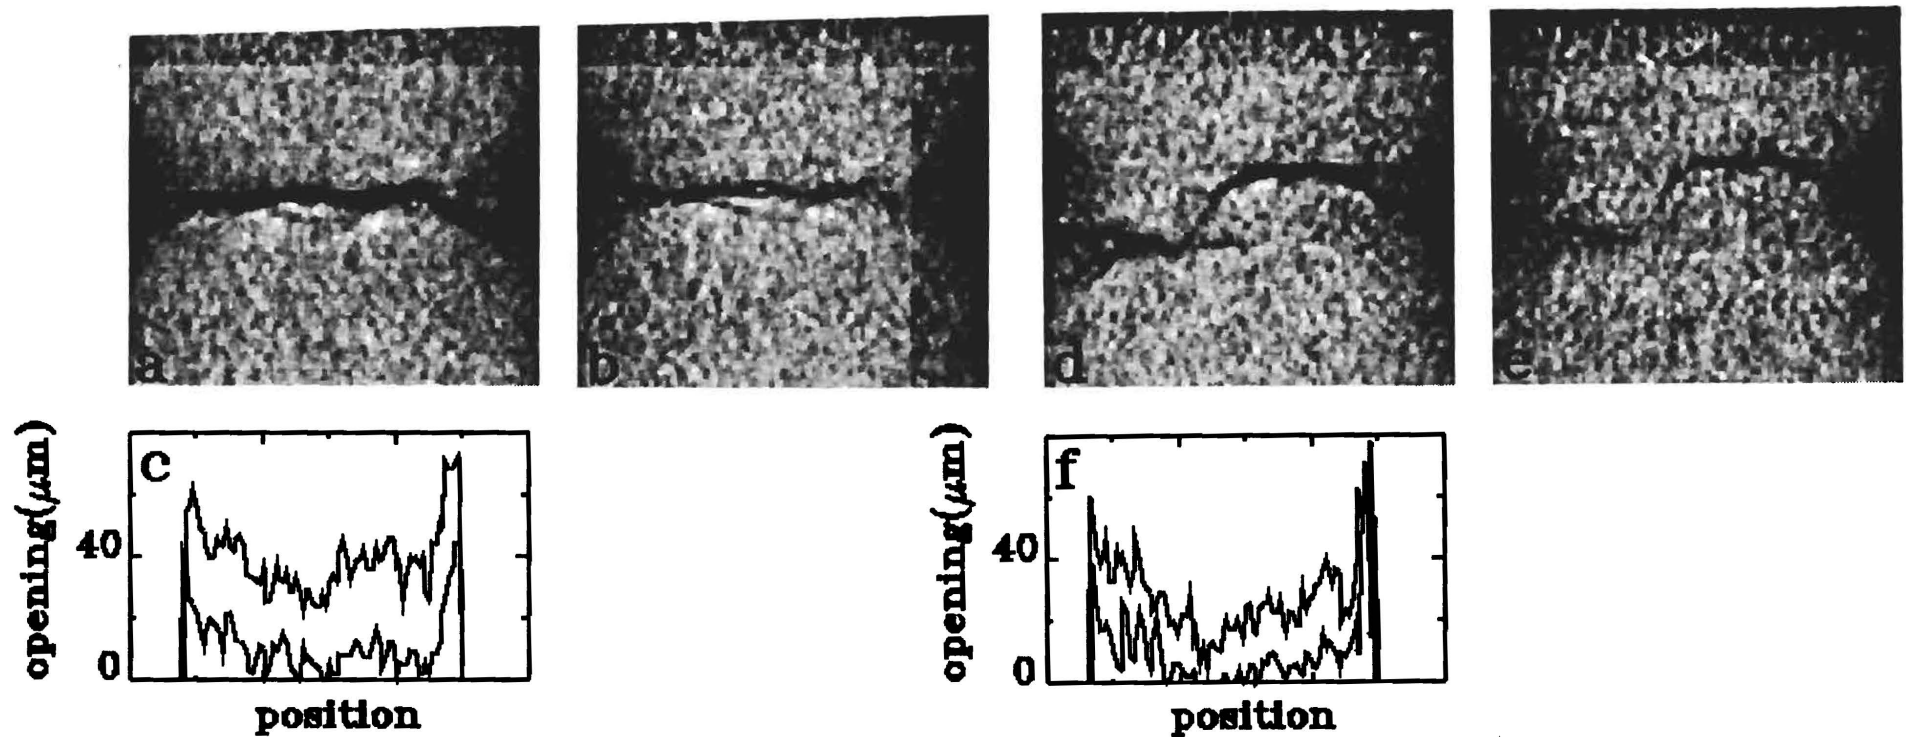 a
b
d
e
c
f
opening(μm)
40
0
position
opening(μm)
40
0
position